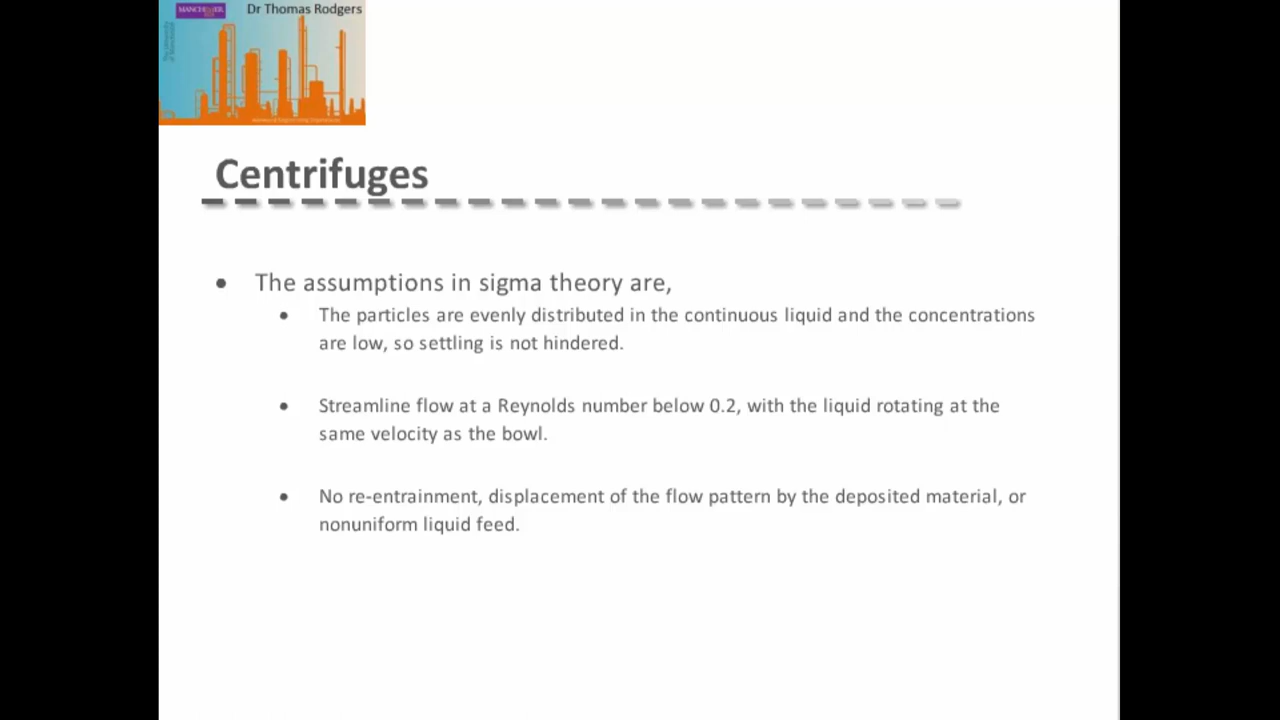 Dr Thomas Rodgers
Centrifuges
The assumptions in sigma theory are,
The particles are evenly distributed in the continuous liquid and the concentrations
are low, so settling is not hindered.
Streamline flow at a Reynolds number below 0.2, with the liquid rotating at the
same velocity as the bowl.
No re-entrainment, displacement of the flow pattern by the deposited material, or
nonuniform liquid feed.